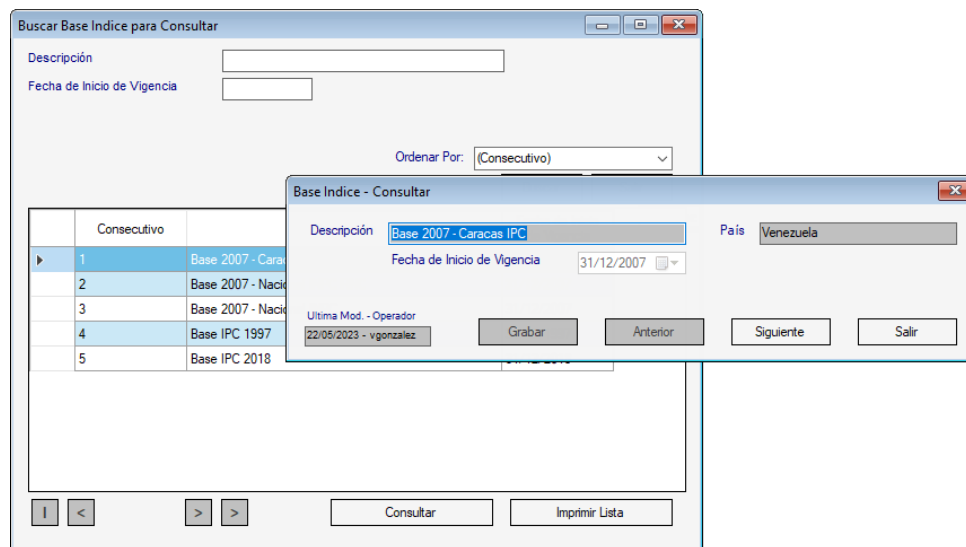 Buscar Base Indice para Consultar
Descripción
Fecha de Inicio de Vigencia
Ordenar Por: (Consecutivo)
Base Indice - Consultar
Descripción Base 2007 - Caracas IPC País Venezuela
Fecha de Inicio de Vigencia 31/12/2007
Ultima Mod. - Operador
22/05/2023 - vgonzalez Grabar Anterior Siguiente Salir
Consecutivo
1 Base 2007 - Carac
2 Base 2007 - Nacio
3 Base 2007 - Nacio
4 Base IPC 1997
5 Base IPC 2018
I < > > Consultar Imprimir Lista